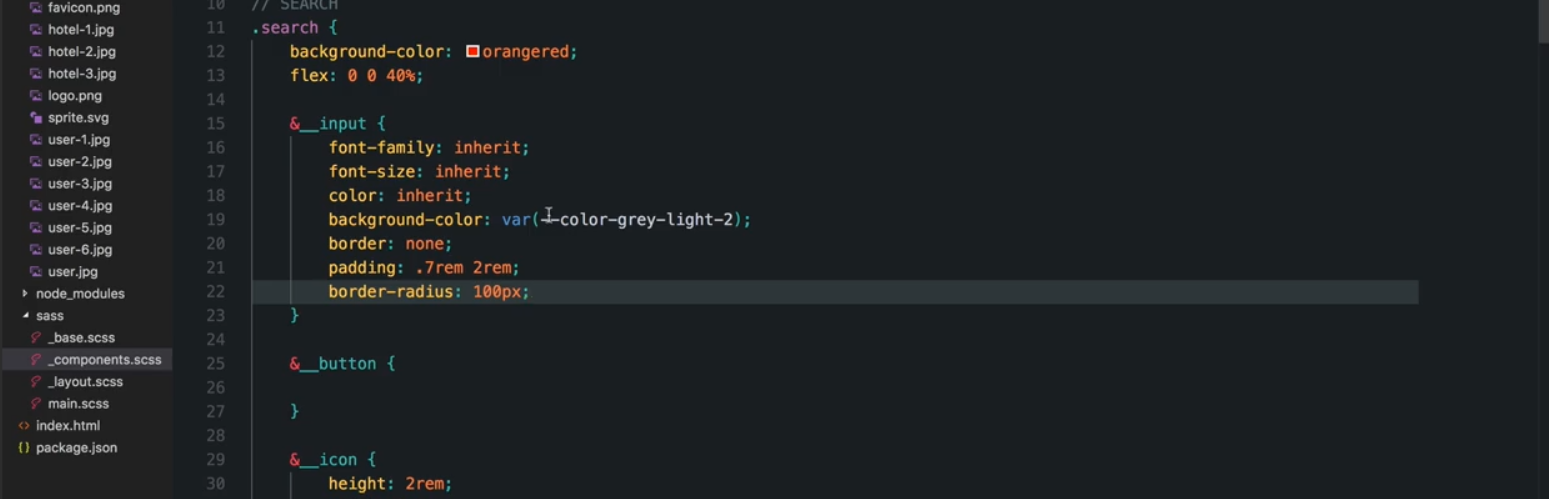 favicon.png
hotel-1.jpg
hotel-2.jpg
hotel-3.jpg
logo.png
sprite.svg
user-1.jpg
user-2.jpg
user-3.jpg
user-4.jpg
user-5.jpg
user-6.jpg
user.jpg
node_modules
sass
_base.scss
_components.scss
_layout.scss
main.scss
index.html
package.json
10 // SEARCH
11 .search {
12 background-color: orangered;
13 flex: 0 0 40%;
14
15 &__input {
16 font-family: inherit;
17 font-size: inherit;
18 color: inherit;
19 background-color: var(--color-grey-light-2);
20 border: none;
21 padding: .7rem 2rem;
22 border-radius: 100px;
23 }
24
25 &__button {
26
27 }
28
29 &__icon {
30 height: 2rem;